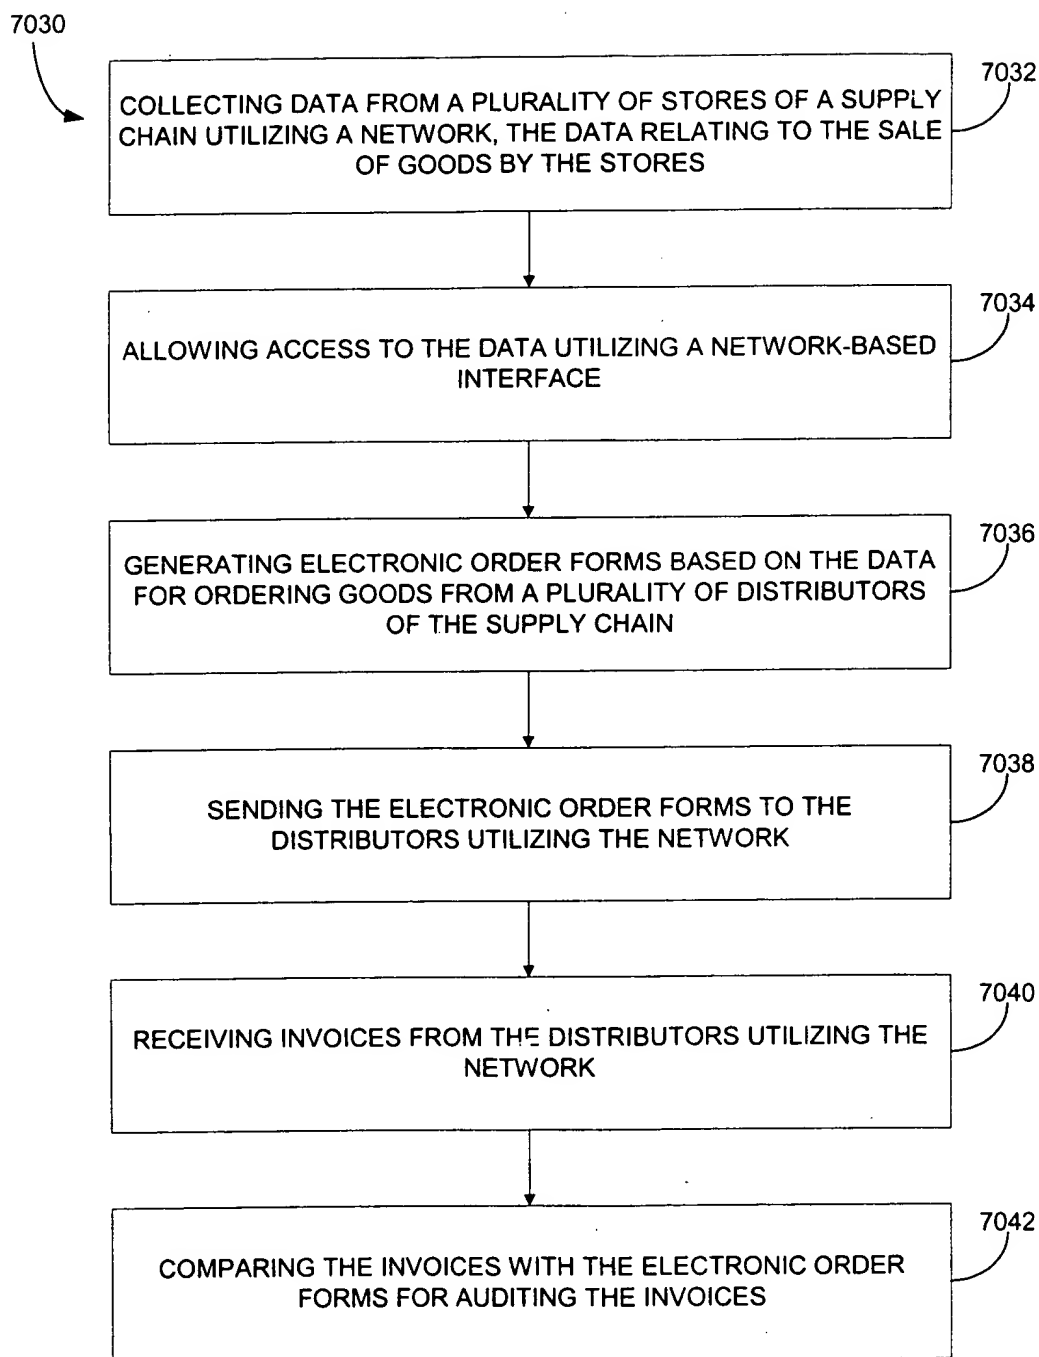 7030
7032
COLLECTING DATA FROM A PLURALITY OF STORES OF A SUPPLY
CHAIN UTILIZING A NETWORK, THE DATA RELATING TO THE SALE
OF GOODS BY THE STORES
7034
ALLOWING ACCESS TO THE DATA UTILIZING A NETWORK-BASED
INTERFACE
7036
GENERATING ELECTRONIC ORDER FORMS BASED ON THE DATA
FOR ORDERING GOODS FROM A PLURALITY OF DISTRIBUTORS
OF THE SUPPLY CHAIN
7038
SENDING THE ELECTRONIC ORDER FORMS TO THE
DISTRIBUTORS UTILIZING THE NETWORK
7040
RECEIVING INVOICES FROM THE DISTRIBUTORS UTILIZING THE
NETWORK
7042
COMPARING THE INVOICES WITH THE ELECTRONIC ORDER
FORMS FOR AUDITING THE INVOICES